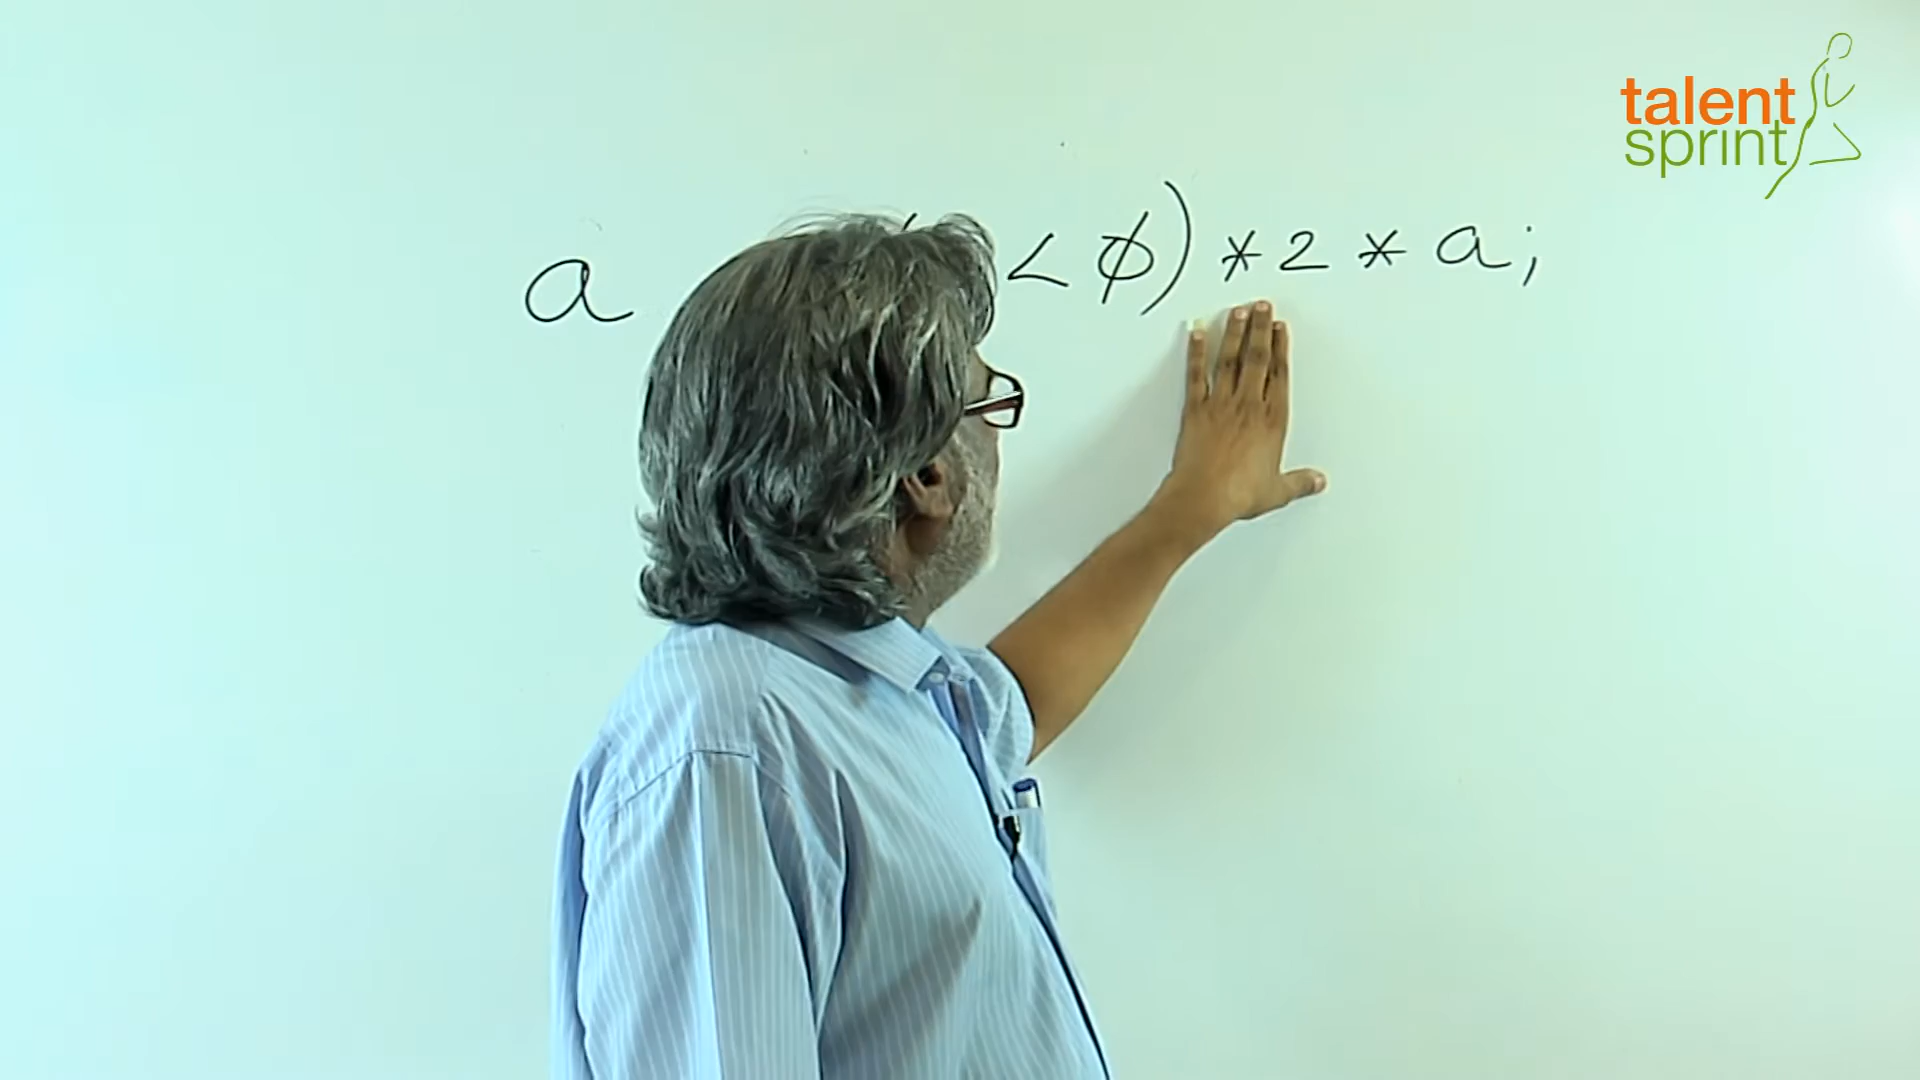 a < ϕ) * 2 * a;
talent
sprint